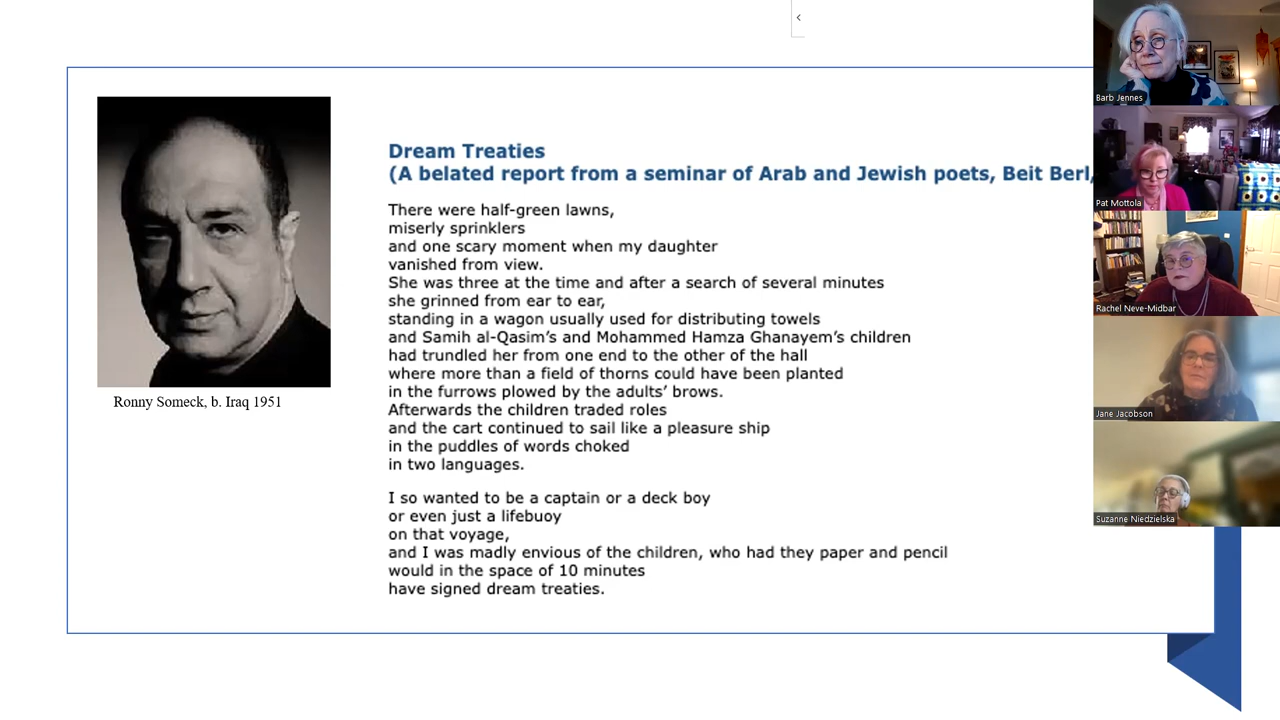 Dream Treaties
(A belated report from a seminar of Arab and Jewish poets, Beit Berl,
There were half-green lawns,
miserly sprinklers
and one scary moment when my daughter
vanished from view.
She was three at the time and after a search of several minutes
she grinned from ear to ear,
standing in a wagon usually used for distributing towels
and Samih al-Qasim’s and Mohammed Hamza Ghanayem’s children
had trundled her from one end to the other of the hall
where more than a field of thorns could have been planted
in the furrows plowed by the adults’ brows.
Afterwards the children traded roles
and the cart continued to sail like a pleasure ship
in the puddles of words choked
in two languages.
I so wanted to be a captain or a deck boy
or even just a lifebuoy
on that voyage,
and I was madly envious of the children, who had they paper and pencil
would in the space of 10 minutes
have signed dream treaties.
Ronny Someck, b. Iraq 1951
Barb Jennes
Pat Mottola
Rachel Neve-Midbar
Jane Jacobson
Suzanne Niedzielska